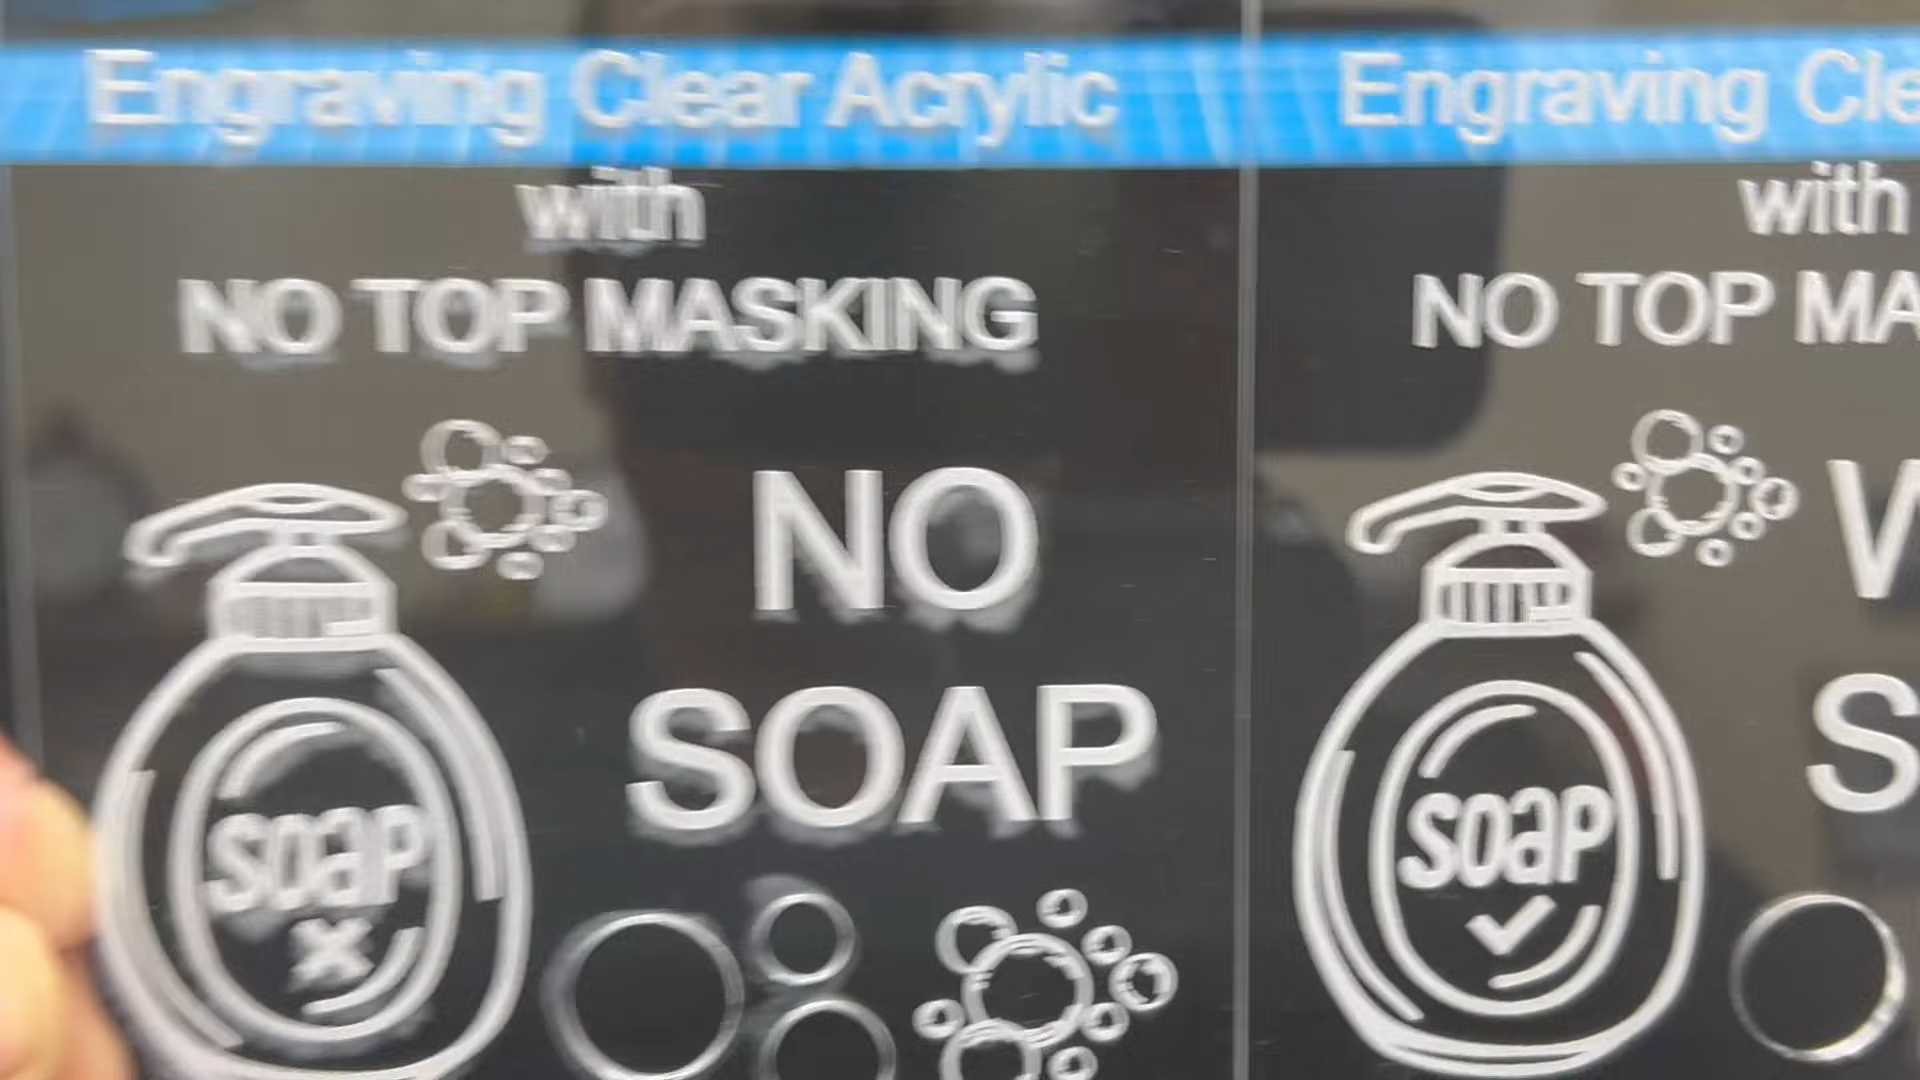 Engraving Clear Acrylic
with
NO TOP MASKING
NO
SOAP
soap
x
Engraving Cle
with
NO TOP MA
W
S
soap